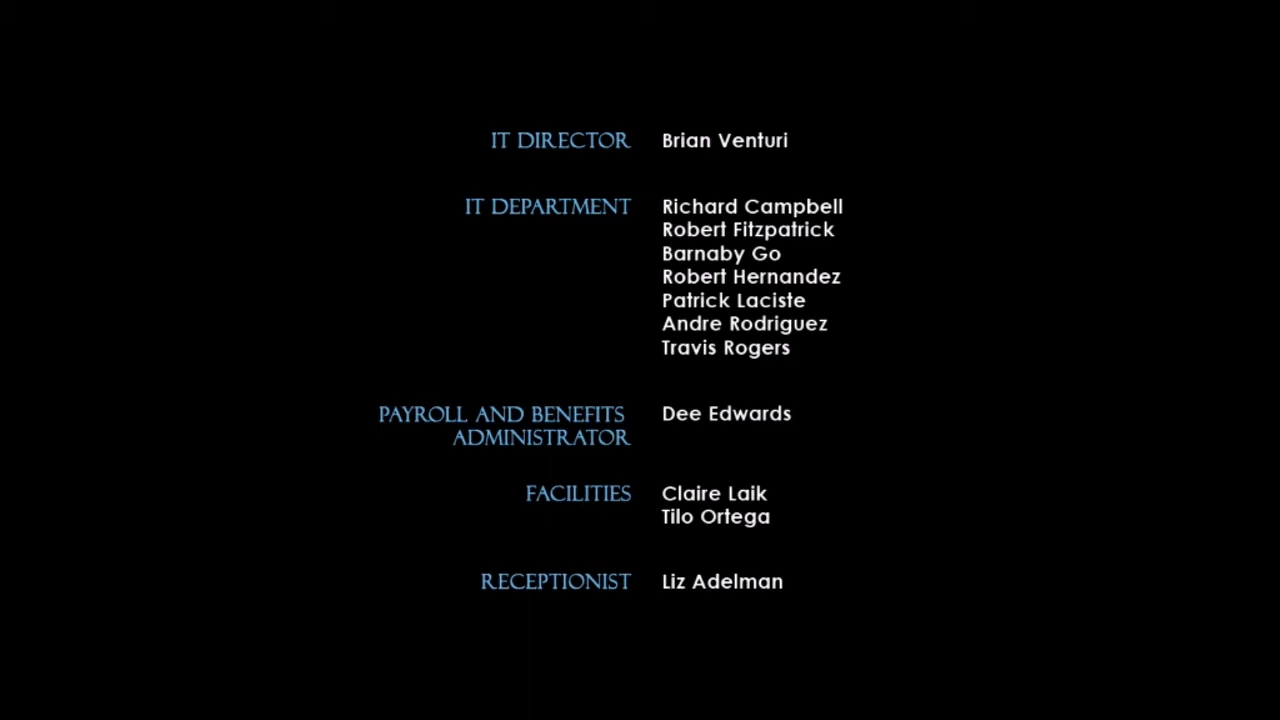 IT DIRECTOR Brian Venturi
IT DEPARTMENT Richard Campbell
Robert Fitzpatrick
Barnaby Go
Robert Hernandez
Patrick Laciste
Andre Rodriguez
Travis Rogers
PAYROLL AND BENEFITS Dee Edwards
ADMINISTRATOR
FACILITIES Claire Laik
Tilo Ortega
RECEPTIONIST Liz Adelman